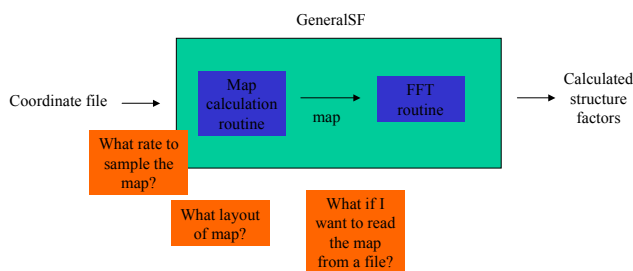 GeneralSF
Coordinate file
Map
calculation
routine
map
FFT
routine
Calculated
structure
factors
What rate to
sample the
map?
What layout
of map?
What if I
want to read
the map
from a file?